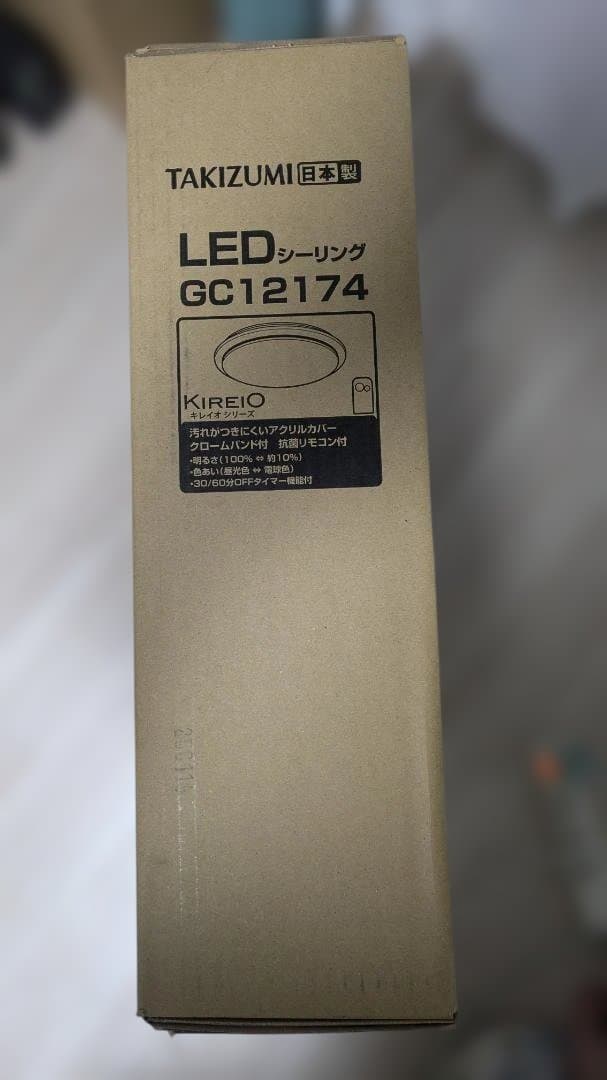 TAKIZUMI 日本製
LEDシーリング
GC12174
KIREIO
キレイオ シリーズ
汚れがつきにくいアクリルカバー
クロームバンド付 抗菌リモコン付
・明るさ(100% ⇔ 約10%)
・色あい(昼光色 ⇔ 電球色)
・30/60分OFFタイマー機能付